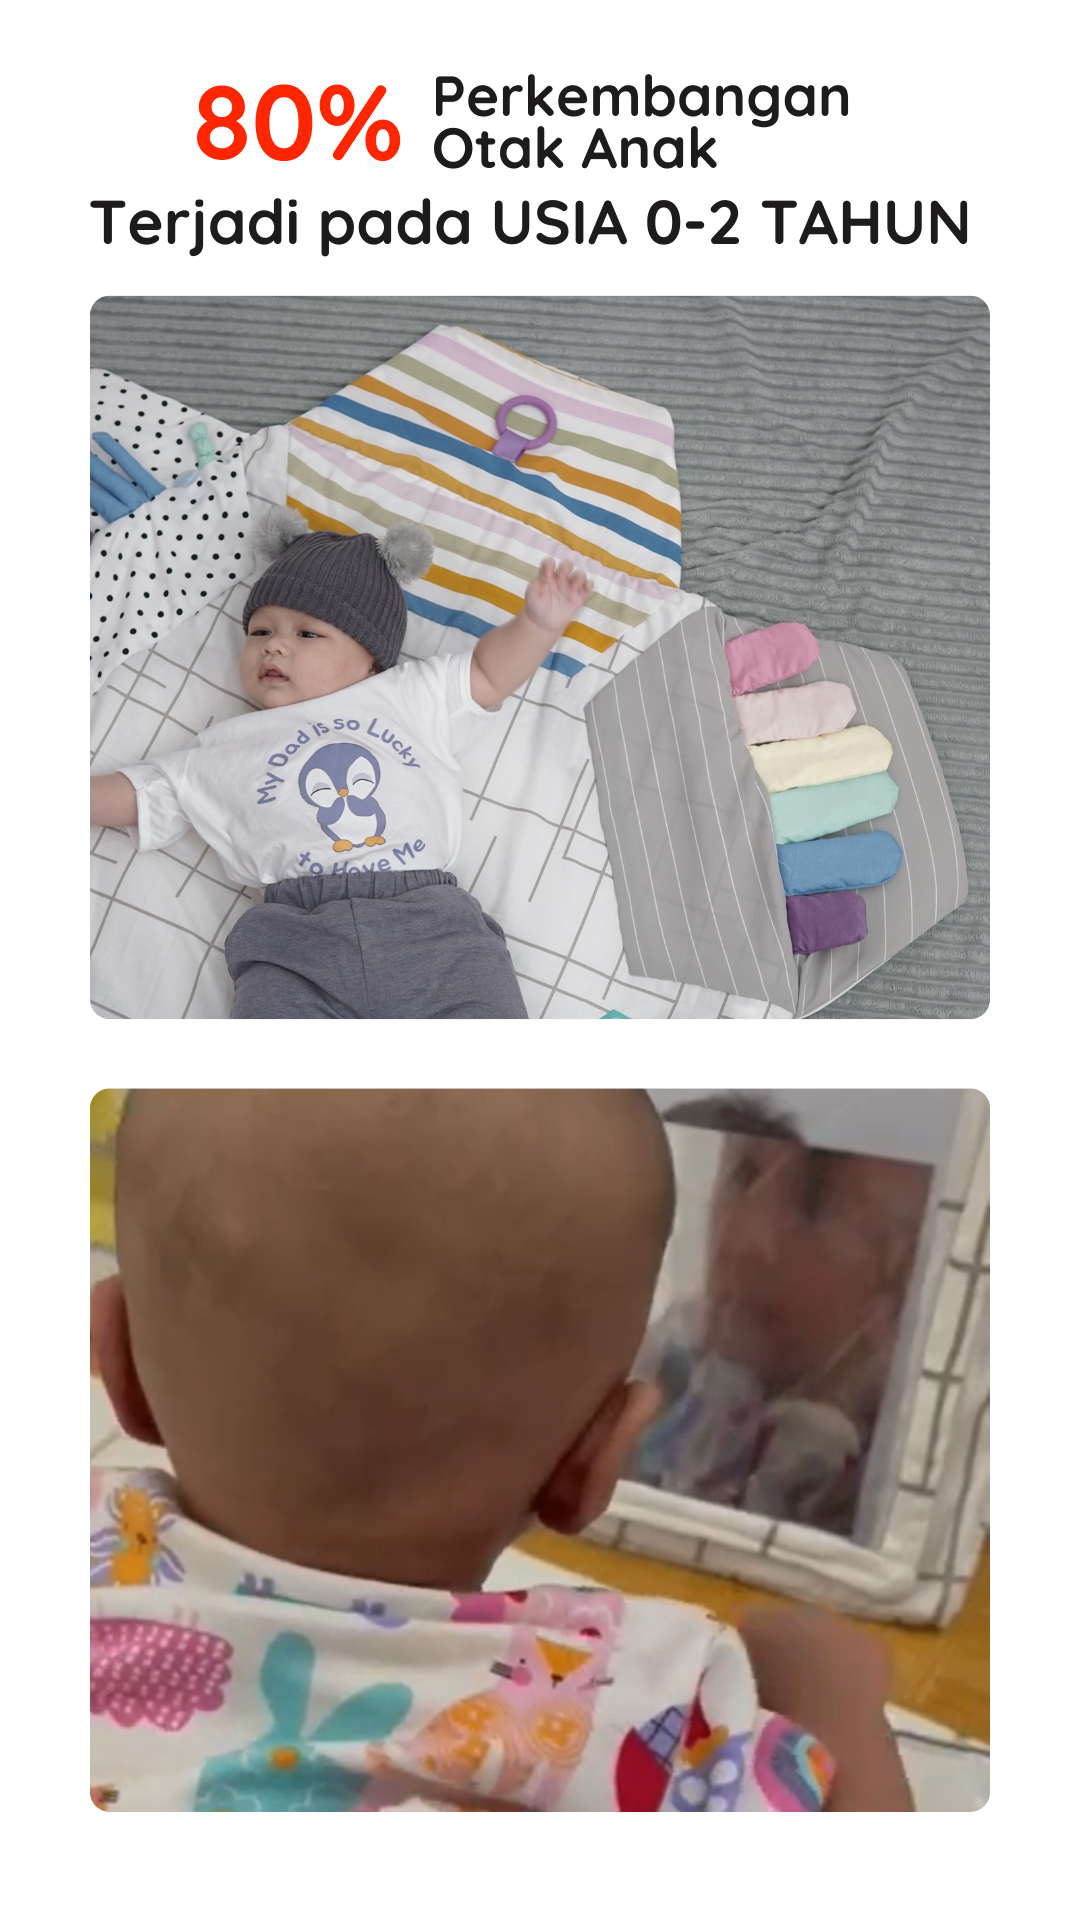 80% Perkembangan
Otak Anak
Terjadi pada USIA 0-2 TAHUN
My Dad is so Lucky
to Have Me